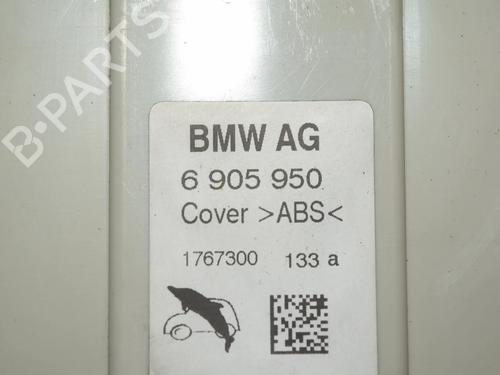 B-PARTS
BMW AG
6 905 950
Cover >ABS<
1767300 133 a